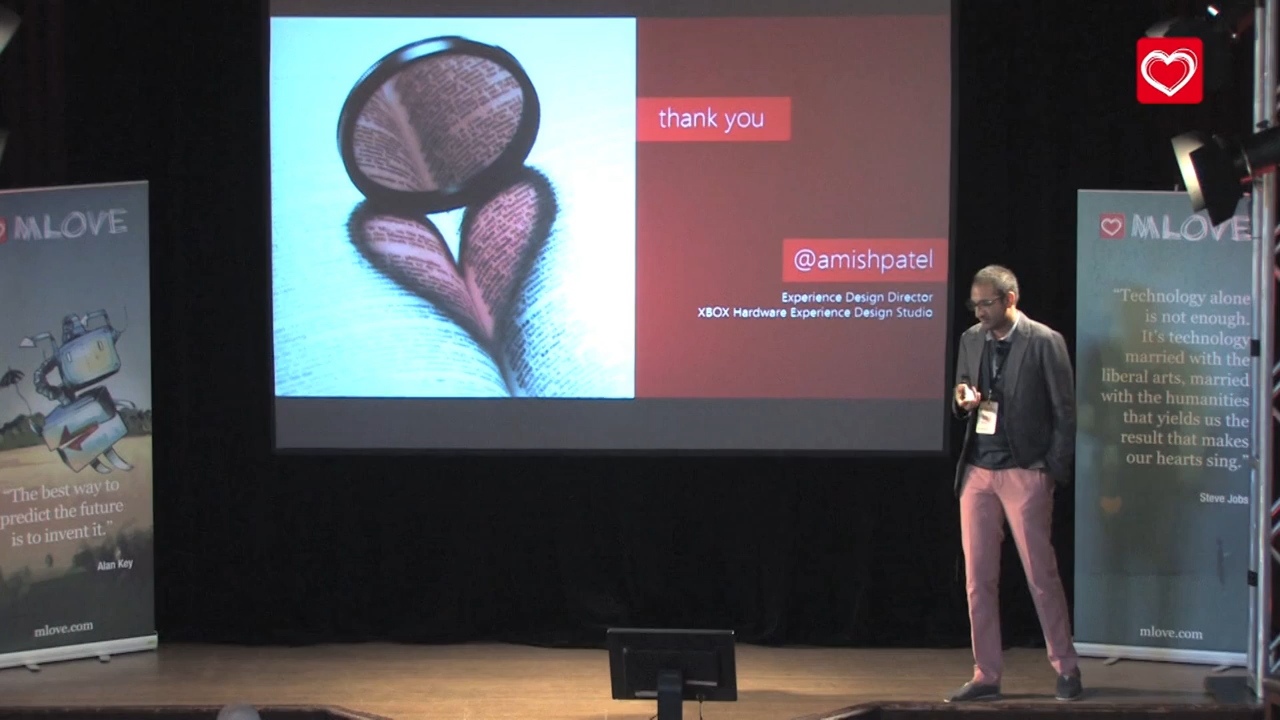 MLOVE
"The best way to
predict the future
is to invent it."
Alan Key
mlove.com
thank you
@amishpatel
Experience Design Director
XBOX Hardware Experience Design Studio
MLOVE
"Technology alone
is not enough.
It's technology
married with the
liberal arts, married
with the humanities
that yields us the
result that makes
our hearts sing."
Steve Jobs
mlove.com